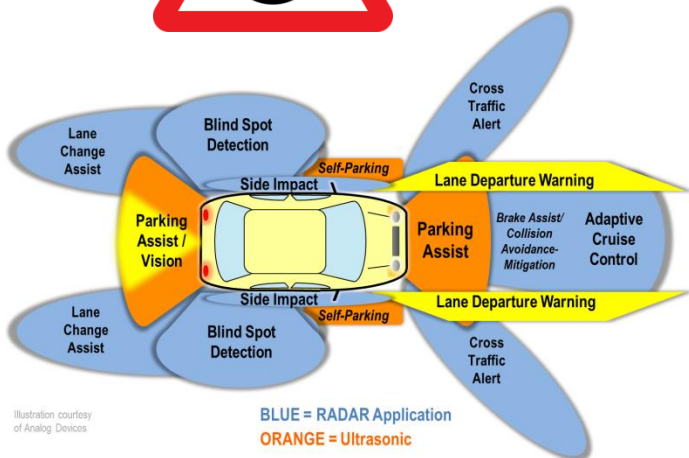 Cross
Traffic
Alert
Lane
Change
Assist
Blind Spot
Detection
Self-Parking
Side Impact
Lane Departure Warning
Parking
Assist /
Vision
Parking
Assist
Brake Assist/
Collision
Avoidance-
Mitigation
Adaptive
Cruise
Control
Side Impact
Lane Departure Warning
Self-Parking
Lane
Change
Assist
Blind Spot
Detection
Cross
Traffic
Alert
Illustration courtesy
of Analog Devices
BLUE = RADAR Application
ORANGE = Ultrasonic